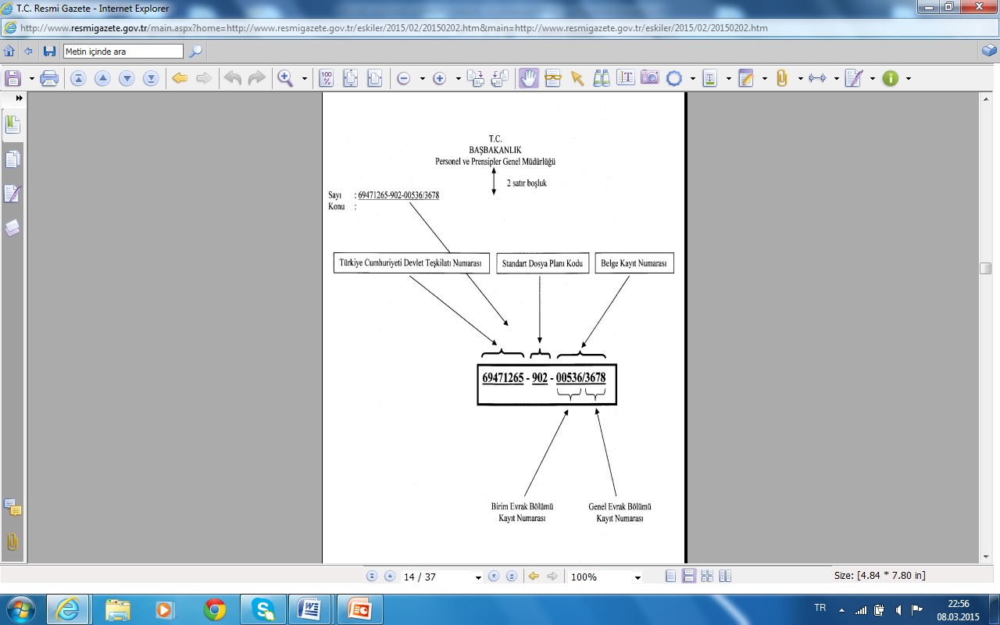 T.C. Resmi Gazete - Internet Explorer
http://www.resmigazete.gov.tr/main.aspx?home=http://www.resmigazete.gov.tr/eskiler/2015/02/20150202.htm&main=http://www.resmigazete.gov.tr/eskiler/2015/02/20150202.htm
Metin içinde ara
100 %
T.C.
BAŞBAKANLIK
Personel ve Prensipler Genel Müdürlüğü
2 satır boşluk
Sayı : 69471265-902-00536/3678
Konu :
Türkiye Cumhuriyeti Devlet Teşkilatı Numarası
Standart Dosya Planı Kodu
Belge Kayıt Numarası
69471265 - 902 - 00536/3678
Birim Evrak Bölümü
Kayıt Numarası
Genel Evrak Bölümü
Kayıt Numarası
14 / 37
100%
Size: [4.84 * 7.80 in]
TR
22:56
08.03.2015